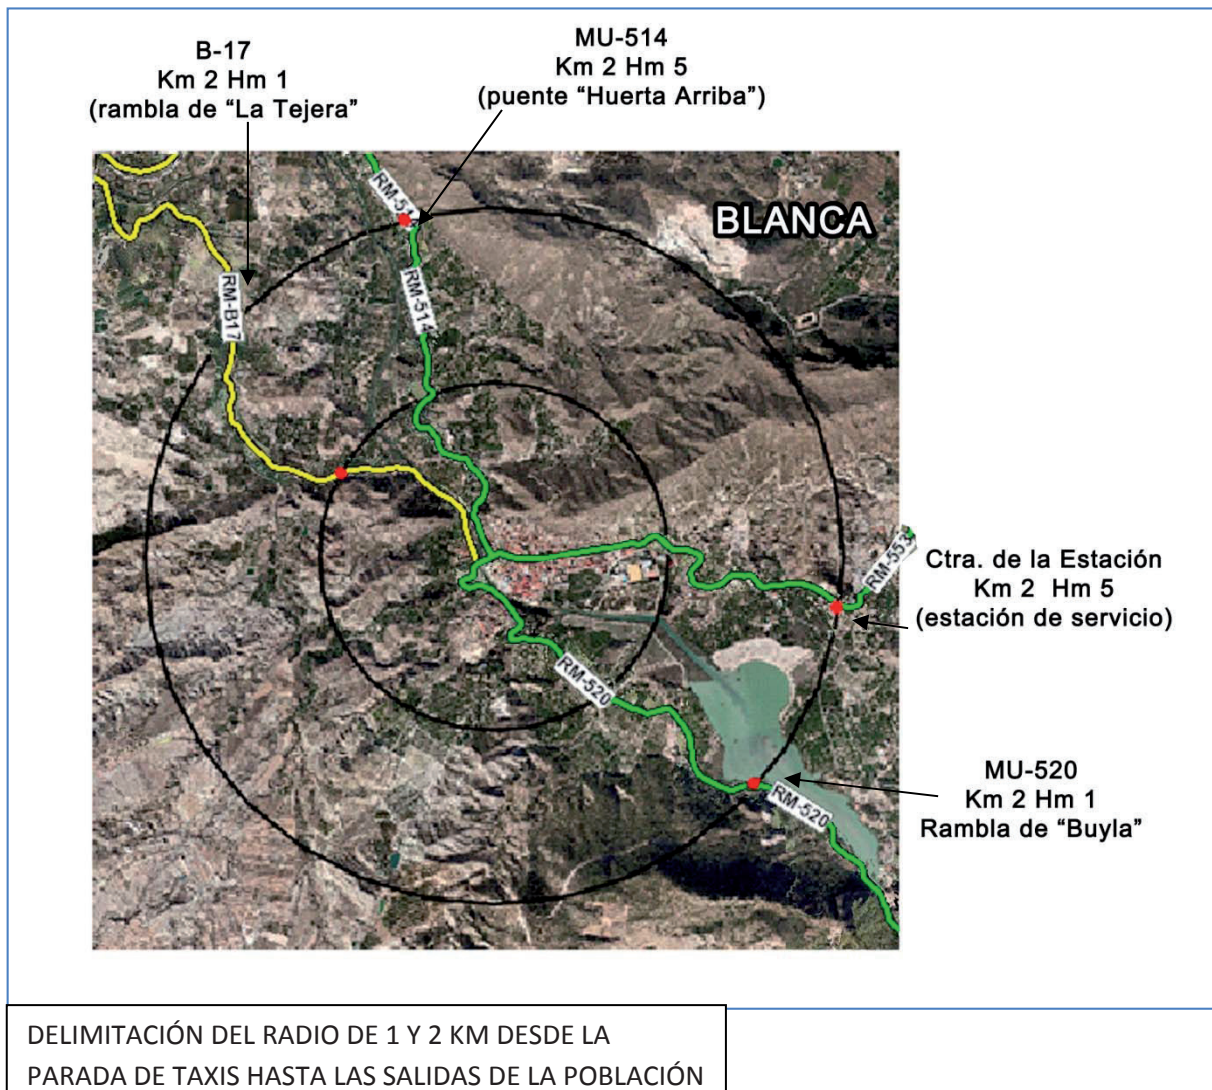 B-17
Km 2 Hm 1
(rambla de “La Tejera”
MU-514
Km 2 Hm 5
(puente “Huerta Arriba”)
RM-51
BLANCA
RM-B17
RM-514
RM-553
Ctra. de la Estación
Km 2 Hm 5
(estación de servicio)
RM-520
RM-520
MU-520
Km 2 Hm 1
Rambla de “Buyla”
DELIMITACIÓN DEL RADIO DE 1 Y 2 KM DESDE LA
PARADA DE TAXIS HASTA LAS SALIDAS DE LA POBLACIÓN